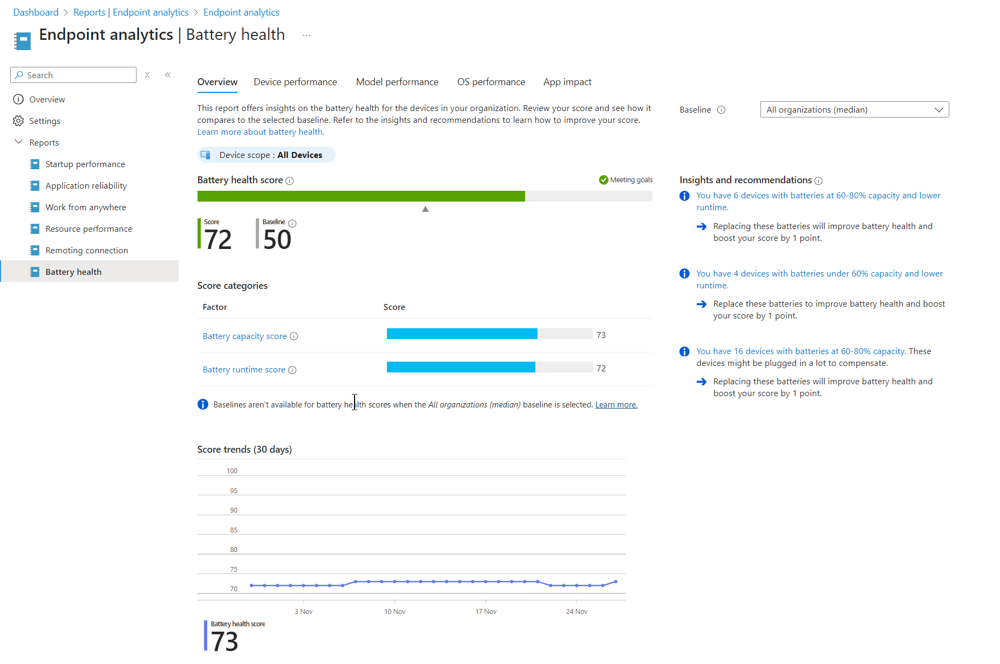 Dashboard > Reports | Endpoint analytics > Endpoint analytics
Endpoint analytics | Battery health ...
Search
Overview
Settings
Reports
Startup performance
Application reliability
Work from anywhere
Resource performance
Remoting connection
Battery health
Overview Device performance Model performance OS performance App impact
This report offers insights on the battery health for the devices in your organization. Review your score and see how it
compares to the selected baseline. Refer to the insights and recommendations to learn how to improve your score.
Learn more about battery health.
Baseline All organizations (median)
Device scope : All Devices
Battery health score Meeting goals
Score Baseline
72 50
Score categories
Factor Score
Battery capacity score 73
Battery runtime score 72
Baselines aren't available for battery health scores when the All organizations (median) baseline is selected. Learn more.
Insights and recommendations
You have 6 devices with batteries at 60-80% capacity and lower
runtime.
Replacing these batteries will improve battery health and
boost your score by 1 point.
You have 4 devices with batteries under 60% capacity and lower
runtime.
Replace these batteries to improve battery health and boost
your score by 1 point.
You have 16 devices with batteries at 60-80% capacity. These
devices might be plugged in a lot to compensate.
Replacing these batteries will improve battery health and
boost your score by 1 point.
Score trends (30 days)
100
95
90
85
80
75
70
3 Nov 10 Nov 17 Nov 24 Nov
Battery health score
73